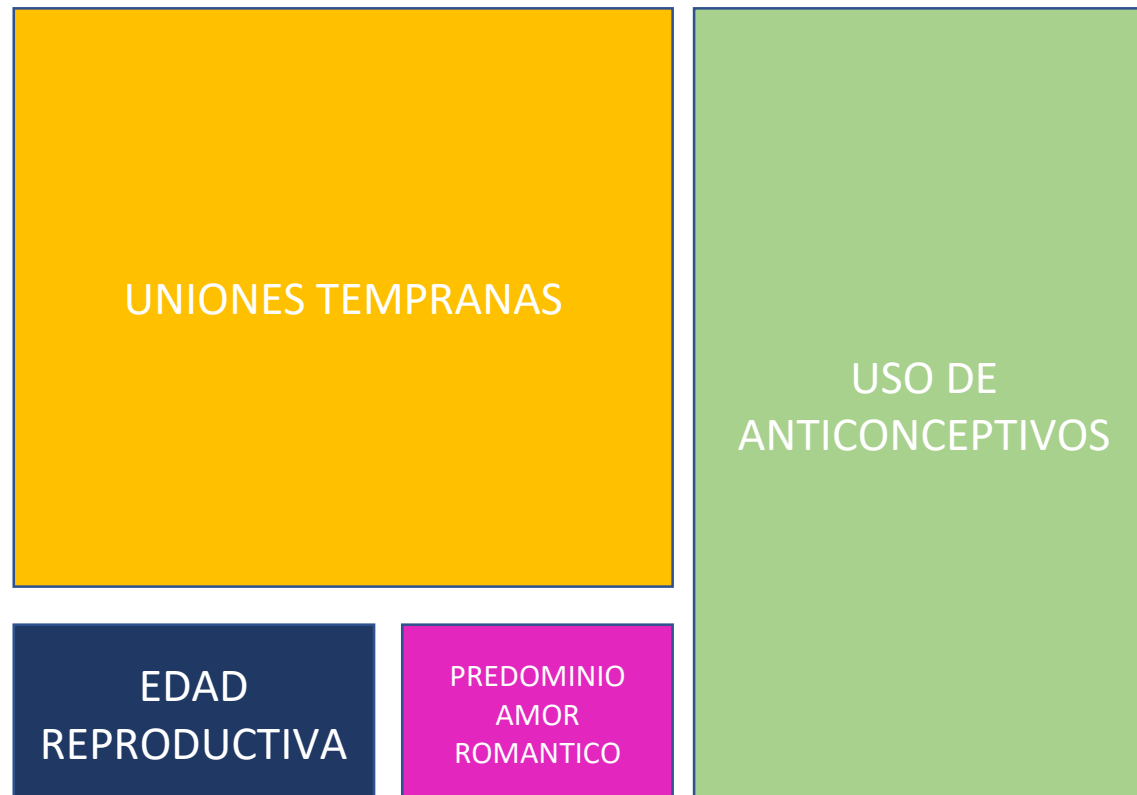 UNIONES TEMPRANAS
USO DE
ANTICONCEPTIVOS
EDAD
REPRODUCTIVA
PREDOMINIO
AMOR
ROMANTICO